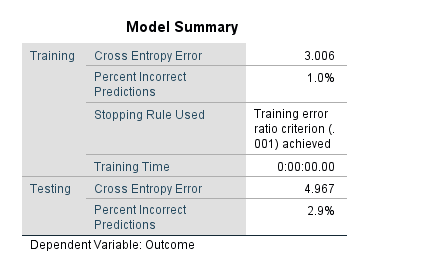 Model Summary
Training Cross Entropy Error 3.006
Percent Incorrect 1.0%
Predictions
Stopping Rule Used Training error
ratio criterion (.
001) achieved
Training Time 0:00:00.00
Testing Cross Entropy Error 4.967
Percent Incorrect 2.9%
Predictions
Dependent Variable: Outcome